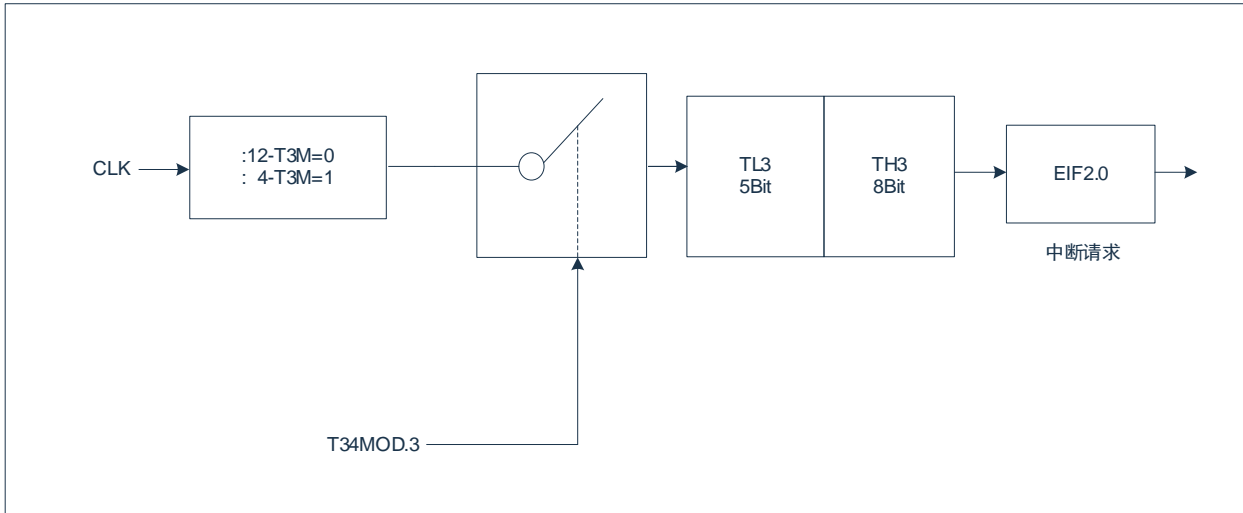 CLK
:12-T3M=0
: 4-T3M=1
TL3
5Bit
TH3
8Bit
EIF2.0
中断请求
T34MOD.3